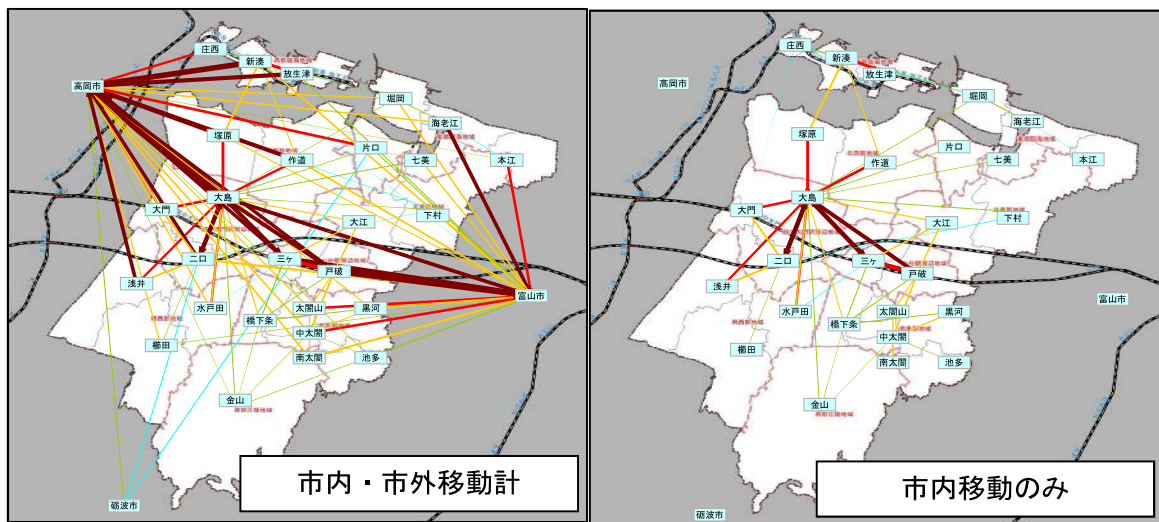 庄西
新湊
放生津
高岡市
堀岡
海老江
塚原
片口
作道
七美
本江
大島
大門
大江
下村
二口
三ケ
戸破
浅井
富山市
水戸田
太閤山
黒河
橋下条
中太閤
櫛田
南太閤
池多
金山
砺波市
市内・市外移動計
庄西
新湊
放生津
高岡市
堀岡
海老江
塚原
片口
作道
七美
本江
大島
大門
大江
下村
二口
三ケ
戸破
浅井
富山市
水戸田
太閤山
黒河
橋下条
中太閤
櫛田
南太閤
池多
金山
砺波市
市内移動のみ